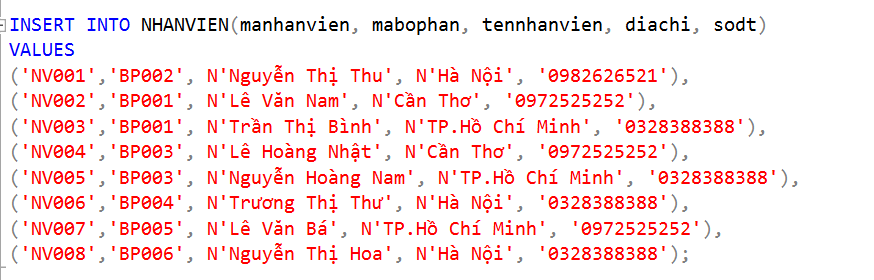 INSERT INTO NHANVIEN(manhanvien, mabophan, tennhanvien, diachi, sodt)
VALUES
('NV001','BP002', N'Nguyễn Thị Thu', N'Hà Nội', '0982626521'),
('NV002','BP001', N'Lê Văn Nam', N'Cần Thơ', '0972525252'),
('NV003','BP001', N'Trần Thị Bình', N'TP.Hồ Chí Minh', '0328388388'),
('NV004','BP003', N'Lê Hoàng Nhật', N'Cần Thơ', '0972525252'),
('NV005','BP003', N'Nguyễn Hoàng Nam', N'TP.Hồ Chí Minh', '0328388388'),
('NV006','BP004', N'Trương Thị Thư', N'Hà Nội', '0328388388'),
('NV007','BP005', N'Lê Văn Bá', N'TP.Hồ Chí Minh', '0972525252'),
('NV008','BP006', N'Nguyễn Thị Hoa', N'Hà Nội', '0328388388');